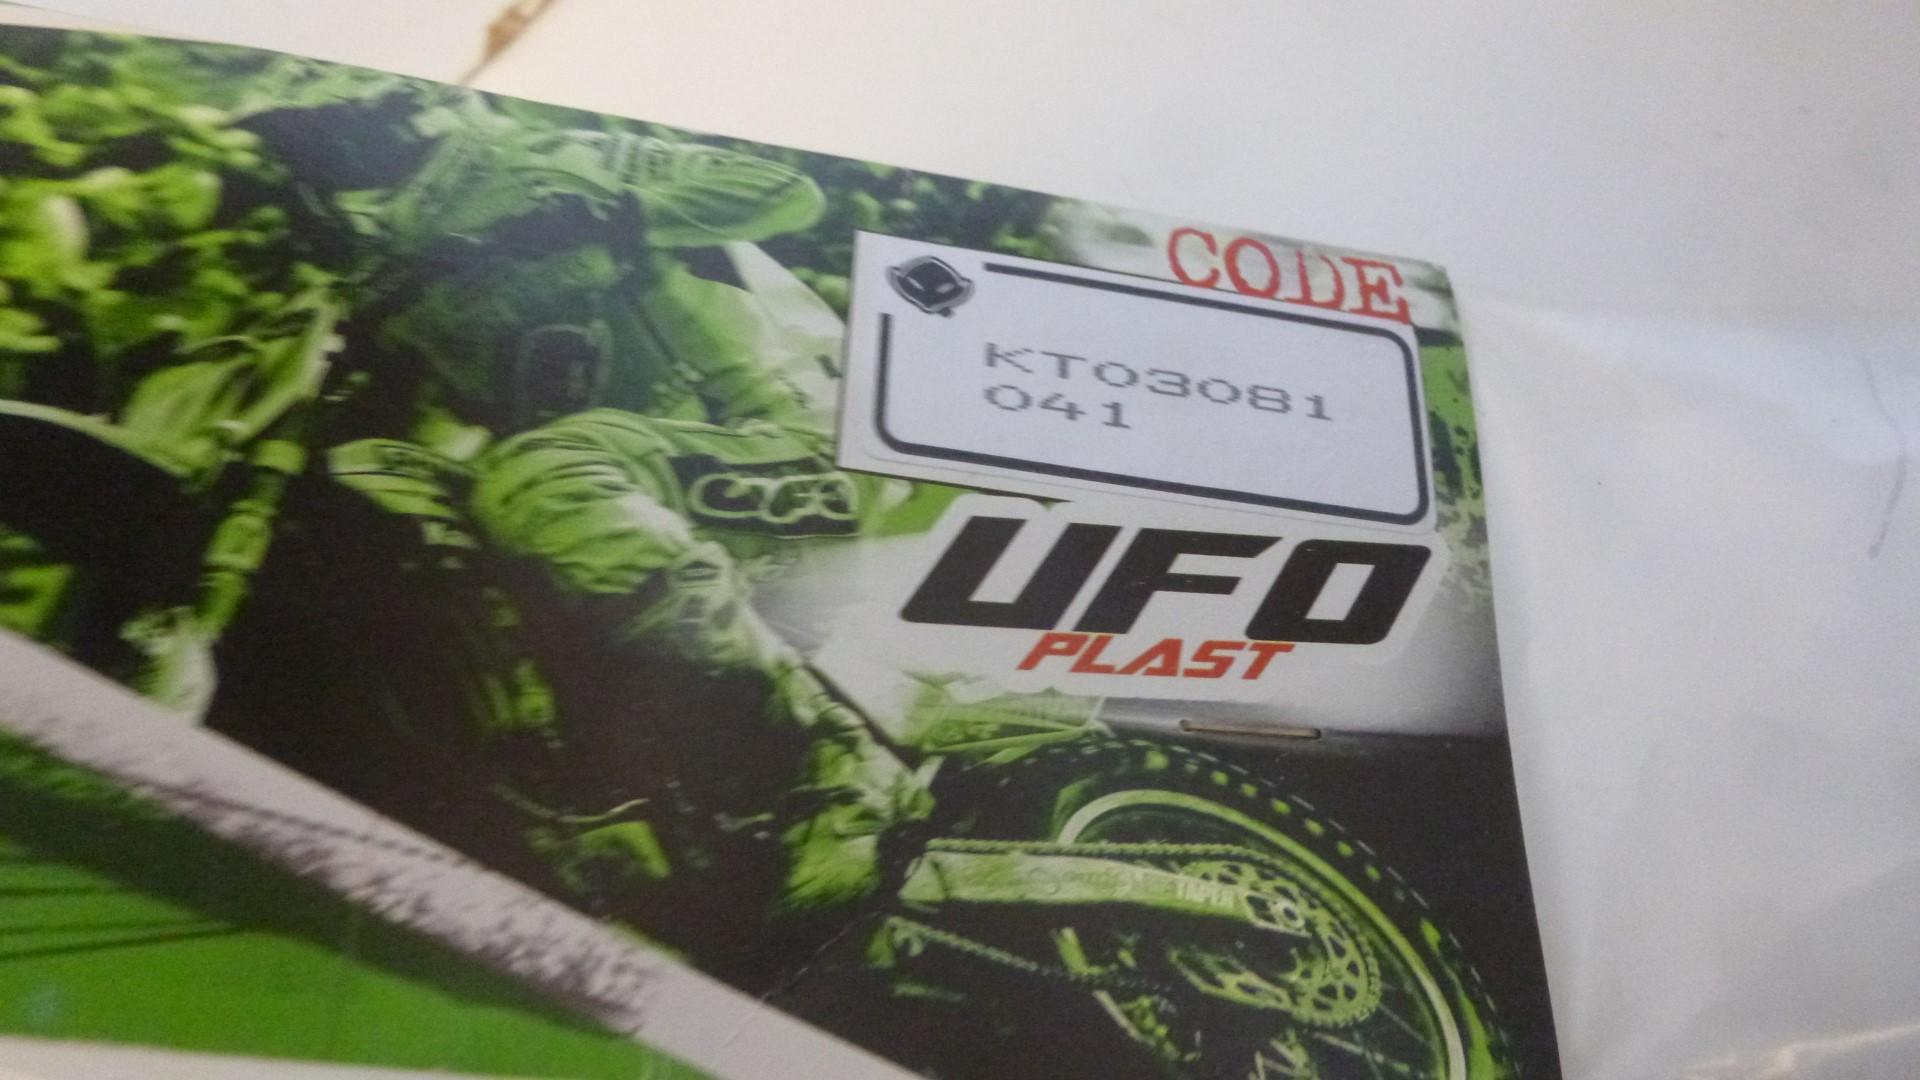 CODE
KT03081
041
UFO
PLAST